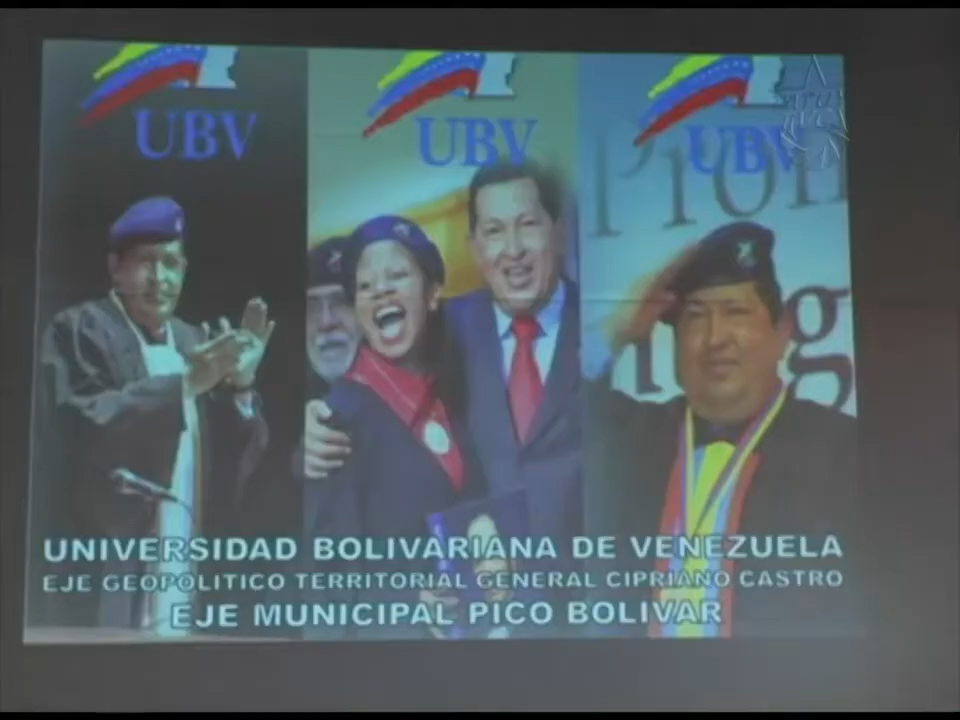 UBV
UBV
UBV
UNIVERSIDAD BOLIVARIANA DE VENEZUELA
EJE GEOPOLITICO TERRITORIAL GENERAL CIPRIANO CASTRO
EJE MUNICIPAL PICO BOLIVAR